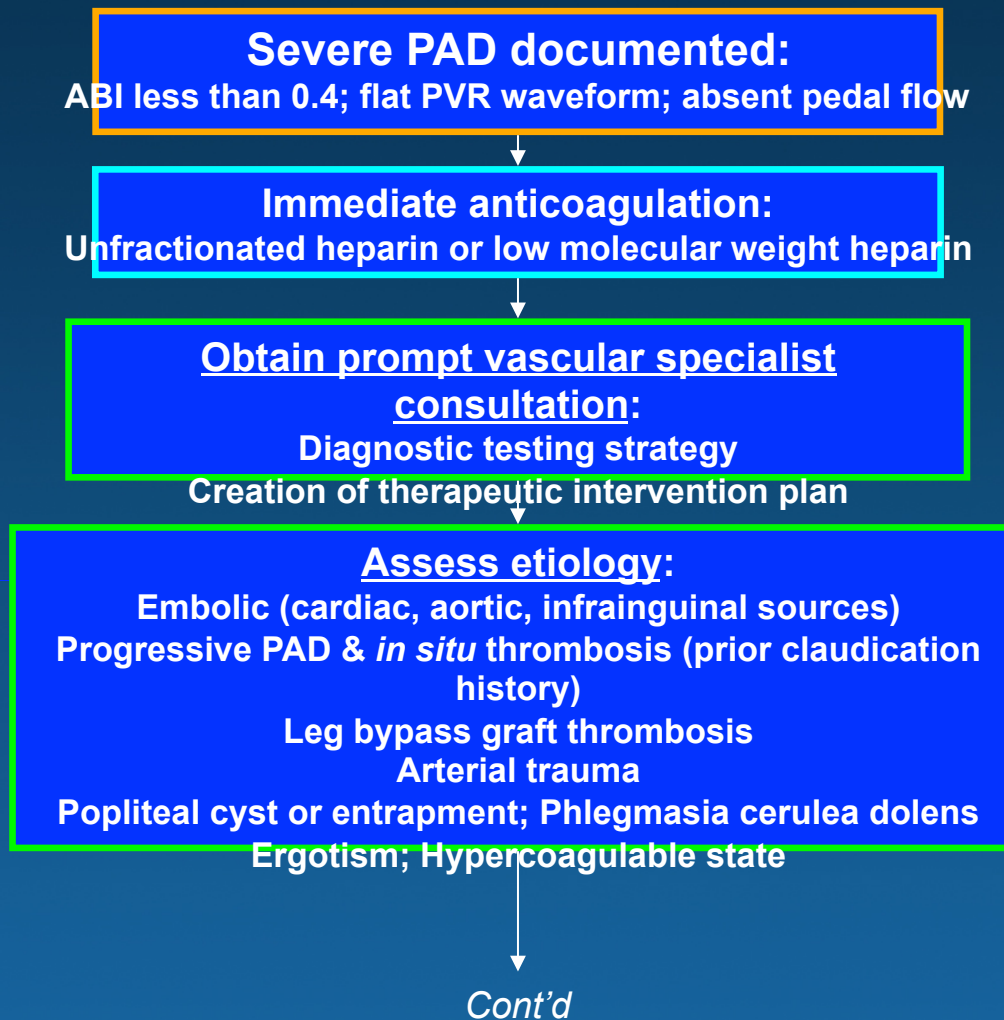 Severe PAD documented:
ABI less than 0.4; flat PVR waveform; absent pedal flow
Immediate anticoagulation:
Unfractionated heparin or low molecular weight heparin
Obtain prompt vascular specialist
consultation:
Diagnostic testing strategy
Creation of therapeutic intervention plan
Assess etiology:
Embolic (cardiac, aortic, infrainguinal sources)
Progressive PAD & in situ thrombosis (prior claudication
history)
Leg bypass graft thrombosis
Arterial trauma
Popliteal cyst or entrapment; Phlegmasia cerulea dolens
Ergotism; Hypercoagulable state
Cont’d